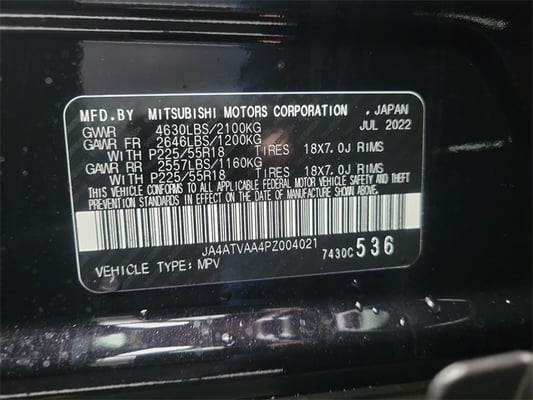 MFD.BY MITSUBISHI MOTORS CORPORATION , JAPAN
GVWR 4630LBS/2100KG JUL 2022
GAWR FR 2646LBS/1200KG
WITH P225/55R18 TIRES 18X7.0J RIMS
GAWR RR 2557LBS/1160KG
WITH P225/55R18 TIRES 18X7.0J RIMS
THIS VEHICLE CONFORMS TO ALL APPLICABLE FEDERAL MOTOR VEHICLE SAFETY AND THEFT
PREVENTION STANDARDS IN EFFECT ON THE DATE OF MANUFACTURE SHOWN ABOVE.
JA4ATVAA4PZ004021 7430C536
VEHICLE TYPE: MPV